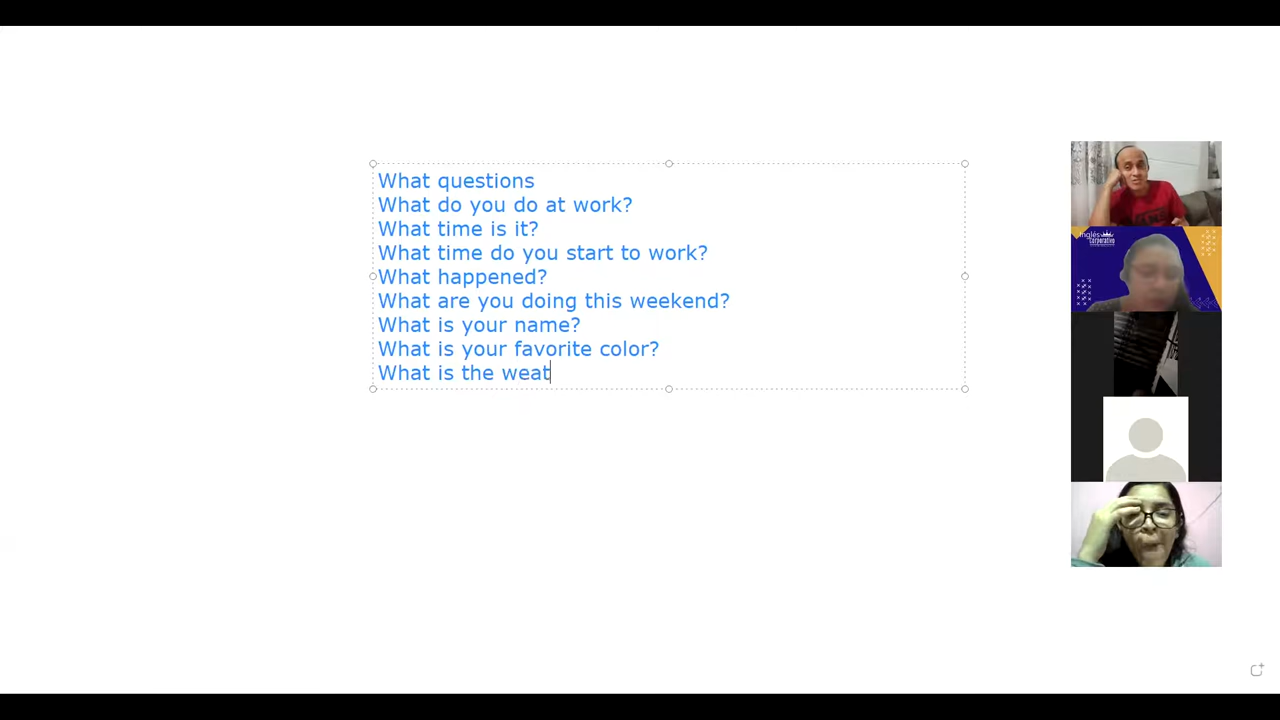 What questions
What do you do at work?
What time is it?
What time do you start to work?
What happened?
What are you doing this weekend?
What is your name?
What is your favorite color?
What is the weat
Inglés
Corporativo